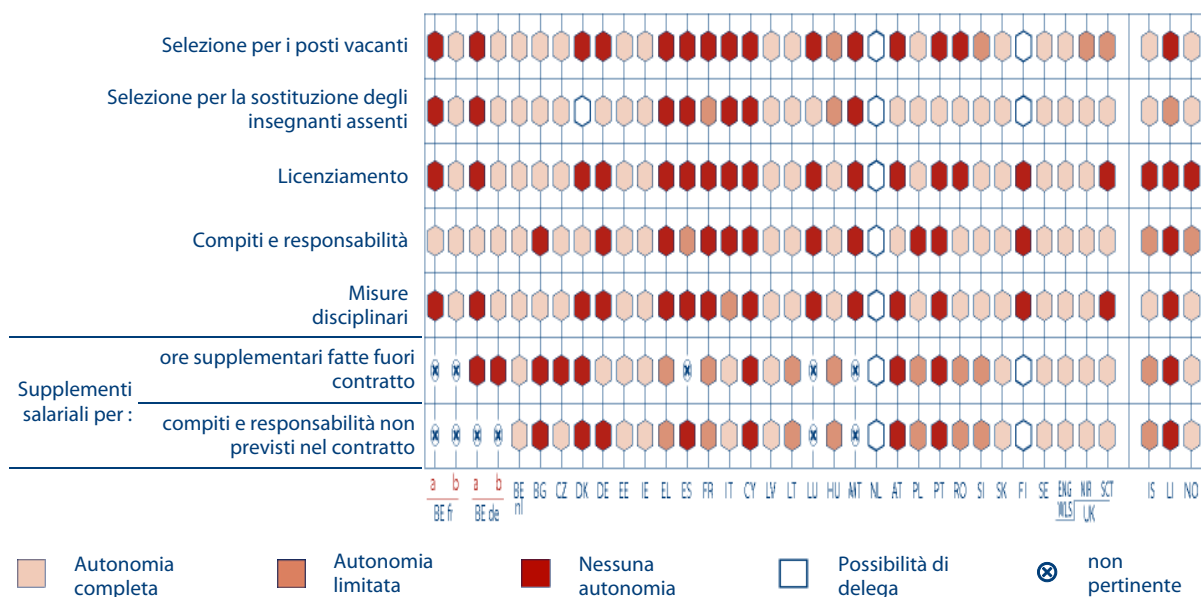 Selezione per i posti vacanti
Selezione per la sostituzione degli
insegnanti assenti
Licenziamento
Compiti e responsabilità
Misure
disciplinari
ore supplementari fatte fuori
contratto
Supplementi
salariali per :
compiti e responsabilità non
previsti nel contratto
a b a b BE BG CZ DK DE EE IE EL ES FR IT CY LV LT LU HU MT NL AT PL PT RO SI SK FI SE ENG NIR SCT IS LI NO
BE fr BE de nl WLS UK
Autonomia
completa
Autonomia
limitata
Nessuna
autonomia
Possibilità di
delega
non
pertinente